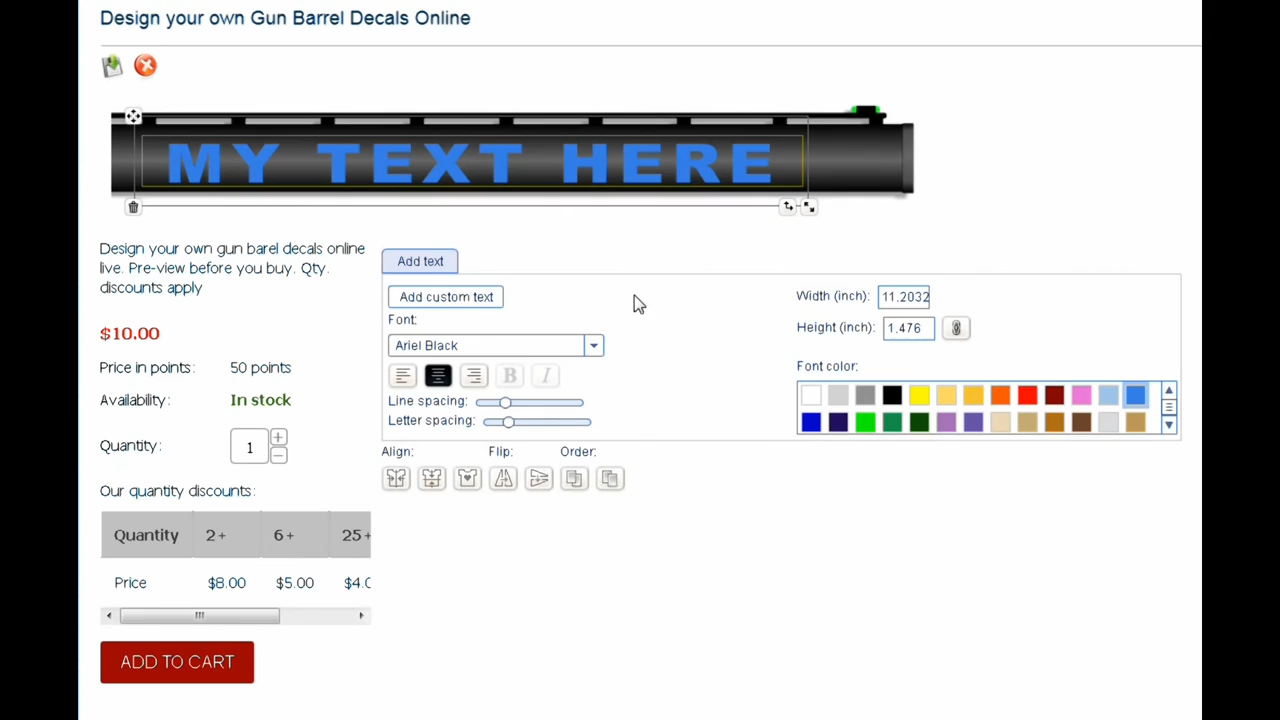 Design your own Gun Barrel Decals Online
MY TEXT HERE
Design your own gun barel decals online
live. Pre-view before you buy. Qty.
discounts apply
$10.00
Price in points: 50 points
Availability: In stock
Quantity: 1
Our quantity discounts:
Quantity 2+ 6+ 25+
Price $8.00 $5.00
ADD TO CART
Add text
Add custom text
Font:
Ariel Black
B I
Line spacing:
Letter spacing:
Width (inch): 11.2032
Height (inch): 1.476
Font color:
Align: Flip: Order: